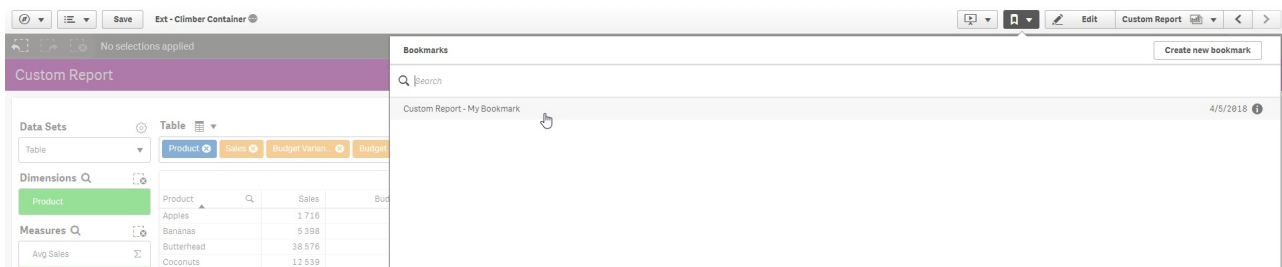 Save Ext - Climber Container Edit Custom Report
No selections applied
Bookmarks Create new bookmark
Custom Report
Search
Custom Report - My Bookmark 4/5/2018
Data Sets Table
Table Product Sales Budget Varian... Budget
Dimensions
Product Product Sales Bud
Apples 1 716
Measures Bananas 5 398
Butterhead 38 576
Avg Sales Σ
Coconuts 12 539